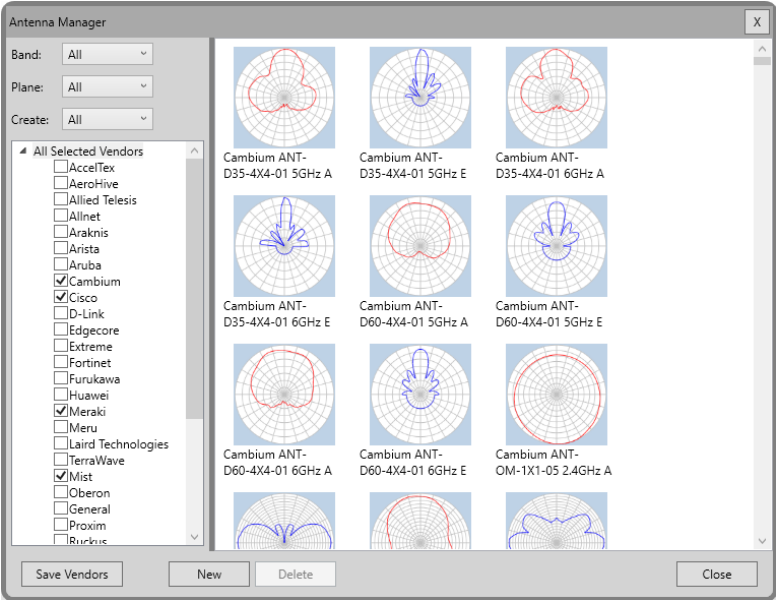 Antenna Manager
X
Band: All
Plane: All
Create: All
All Selected Vendors
AccelTex
AeroHive
Allied Telesis
Allnet
Araknis
Arista
Aruba
Cambium
Cisco
D-Link
Edgecore
Extreme
Fortinet
Furukawa
Huawei
Meraki
Meru
Laird Technologies
TerraWave
Mist
Oberon
General
Proxim
Ruckus
Cambium ANT-
D35-4X4-01 5GHz A
Cambium ANT-
D35-4X4-01 5GHz E
Cambium ANT-
D35-4X4-01 6GHz A
Cambium ANT-
D35-4X4-01 6GHz E
Cambium ANT-
D60-4X4-01 5GHz A
Cambium ANT-
D60-4X4-01 5GHz E
Cambium ANT-
D60-4X4-01 6GHz A
Cambium ANT-
D60-4X4-01 6GHz E
Cambium ANT-
OM-1X1-05 2.4GHz A
Save Vendors
New
Delete
Close